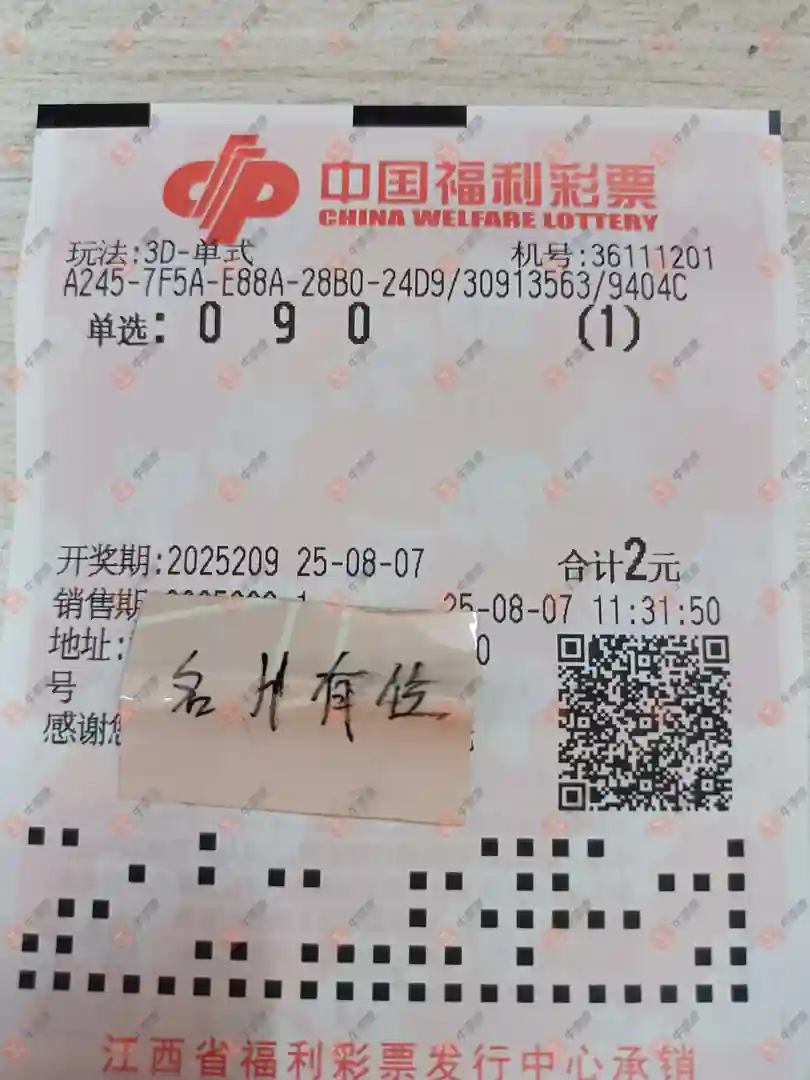 中国福利彩票
CHINA WELFARE LOTTERY
玩法:3D-单式 机号:36111201
A245-7F5A-E88A-28B0-24D9/30913563/9404C
单选: 0 9 0 (1)
开奖期:2025209 25-08-07 合计2元
销售期 25-08-07 11:31:50
地址: 0
号
名 有位
感谢您
江西省福利彩票发行中心承销